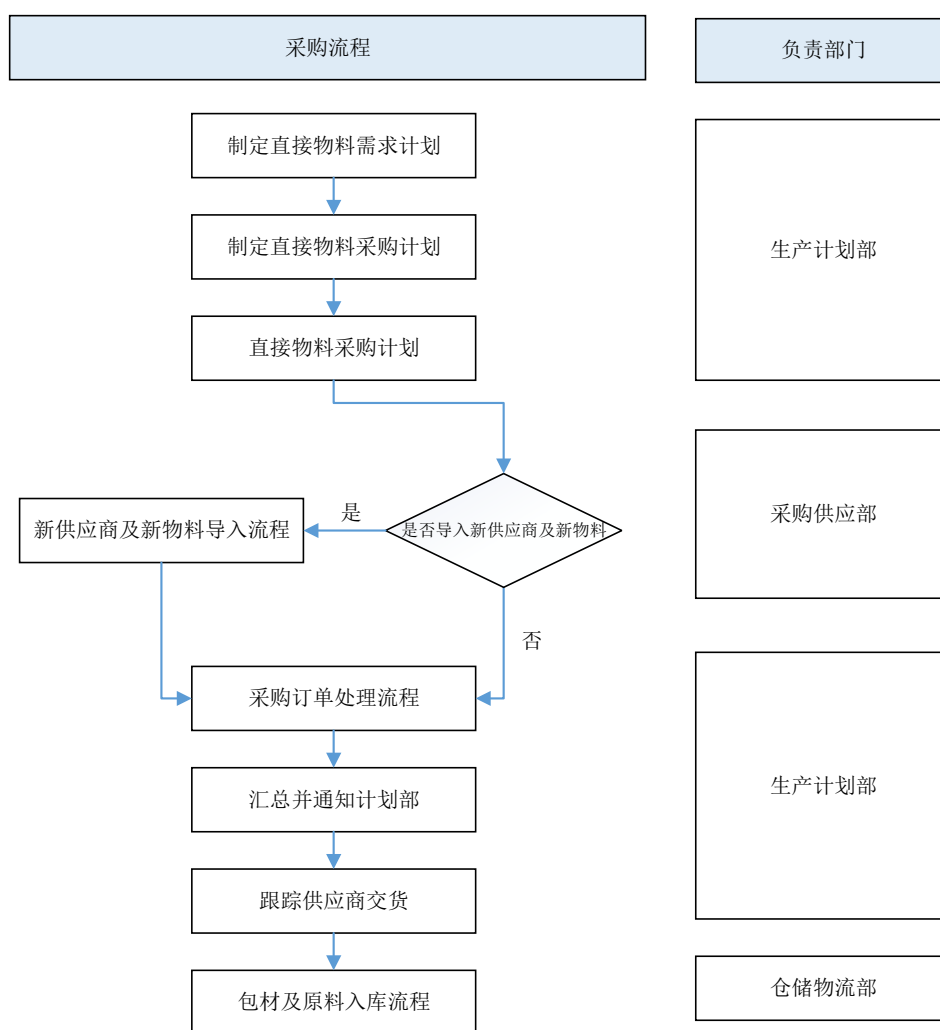 采购流程
负责部门
制定直接物料需求计划
制定直接物料采购计划
生产计划部
直接物料采购计划
是
新供应商及新物料导入流程
是否导入新供应商及新物料
采购供应部
否
采购订单处理流程
汇总并通知计划部
生产计划部
跟踪供应商交货
包材及原料入库流程
仓储物流部